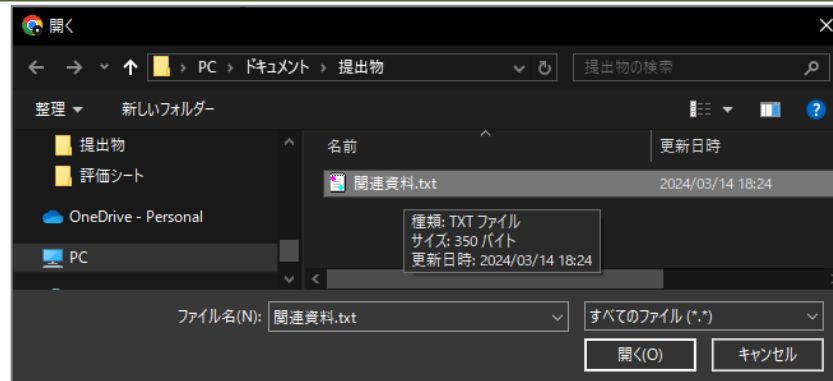 開く
PC › ドキュメント › 提出物
提出物の検索
整理 新しいフォルダー
提出物
評価シート
OneDrive - Personal
PC
名前 更新日時
関連資料.txt 2024/03/14 18:24
種類: TXT ファイル
サイズ: 350 バイト
更新日時: 2024/03/14 18:24
ファイル名(N): 関連資料.txt すべてのファイル (*.*)
開く(O) キャンセル